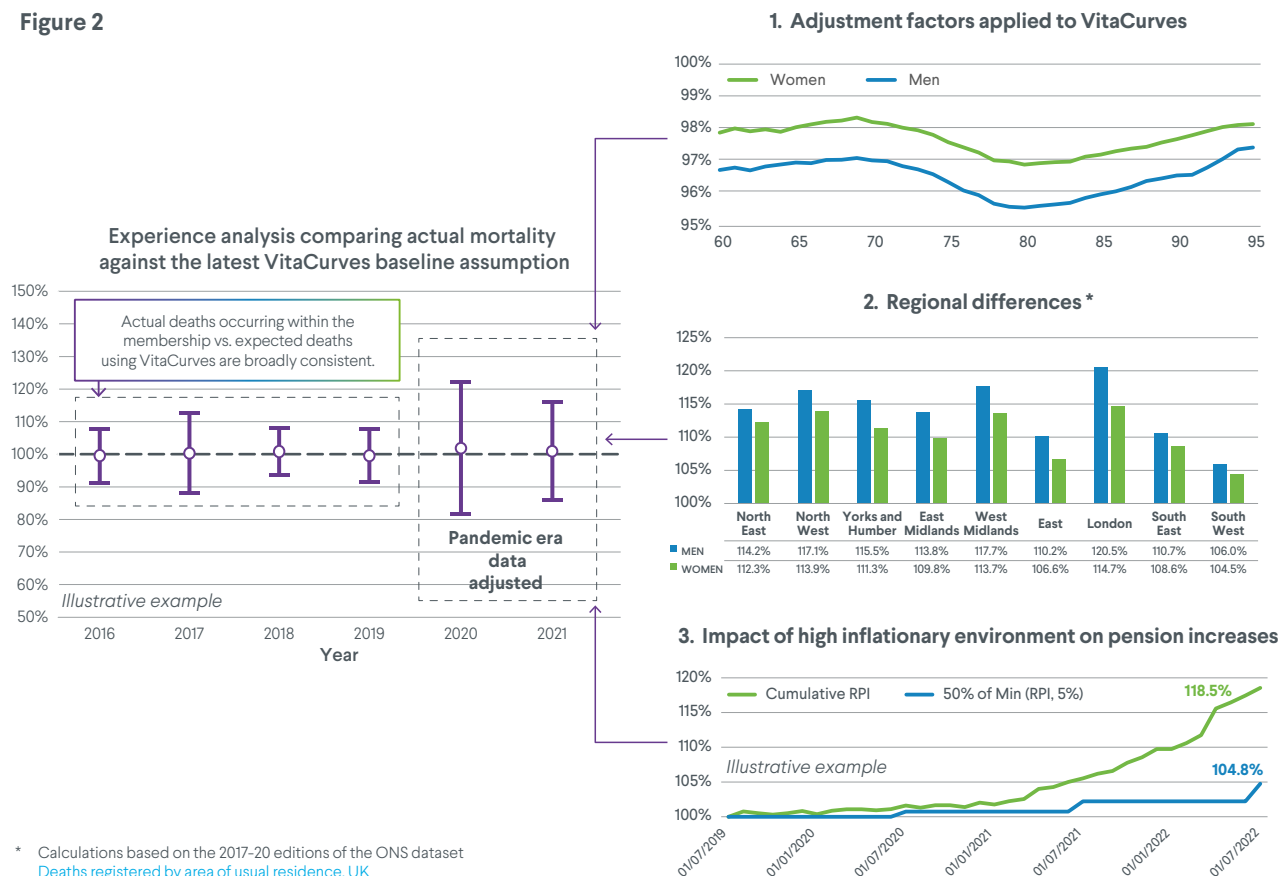 Figure 2
Experience analysis comparing actual mortality
against the latest VitaCurves baseline assumption
150%
140%
130%
120%
110%
100%
90%
80%
70%
60%
50%
Actual deaths occurring within the
membership vs. expected deaths
using VitaCurves are broadly consistent.
Pandemic era
data
adjusted
Illustrative example
2016 2017 2018 2019 2020 2021
Year
1. Adjustment factors applied to VitaCurves
100%
99%
98%
97%
96%
95%
Women Men
60 65 70 75 80 85 90 95
2. Regional differences *
125%
120%
115%
110%
105%
100%
North East North West Yorks and Humber East Midlands West Midlands East London South East South West
MEN 114.2% 117.1% 115.5% 113.8% 117.7% 110.2% 120.5% 110.7% 106.0%
WOMEN 112.3% 113.9% 111.3% 109.8% 113.7% 106.6% 114.7% 108.6% 104.5%
3. Impact of high inflationary environment on pension increases
120%
115%
110%
105%
100%
Cumulative RPI 50% of Min (RPI, 5%)
118.5%
Illustrative example
104.8%
01/07/2019 01/01/2020 01/07/2020 01/01/2021 01/07/2021 01/01/2022 01/07/2022
* Calculations based on the 2017-20 editions of the ONS dataset
Deaths registered by area of usual residence, UK